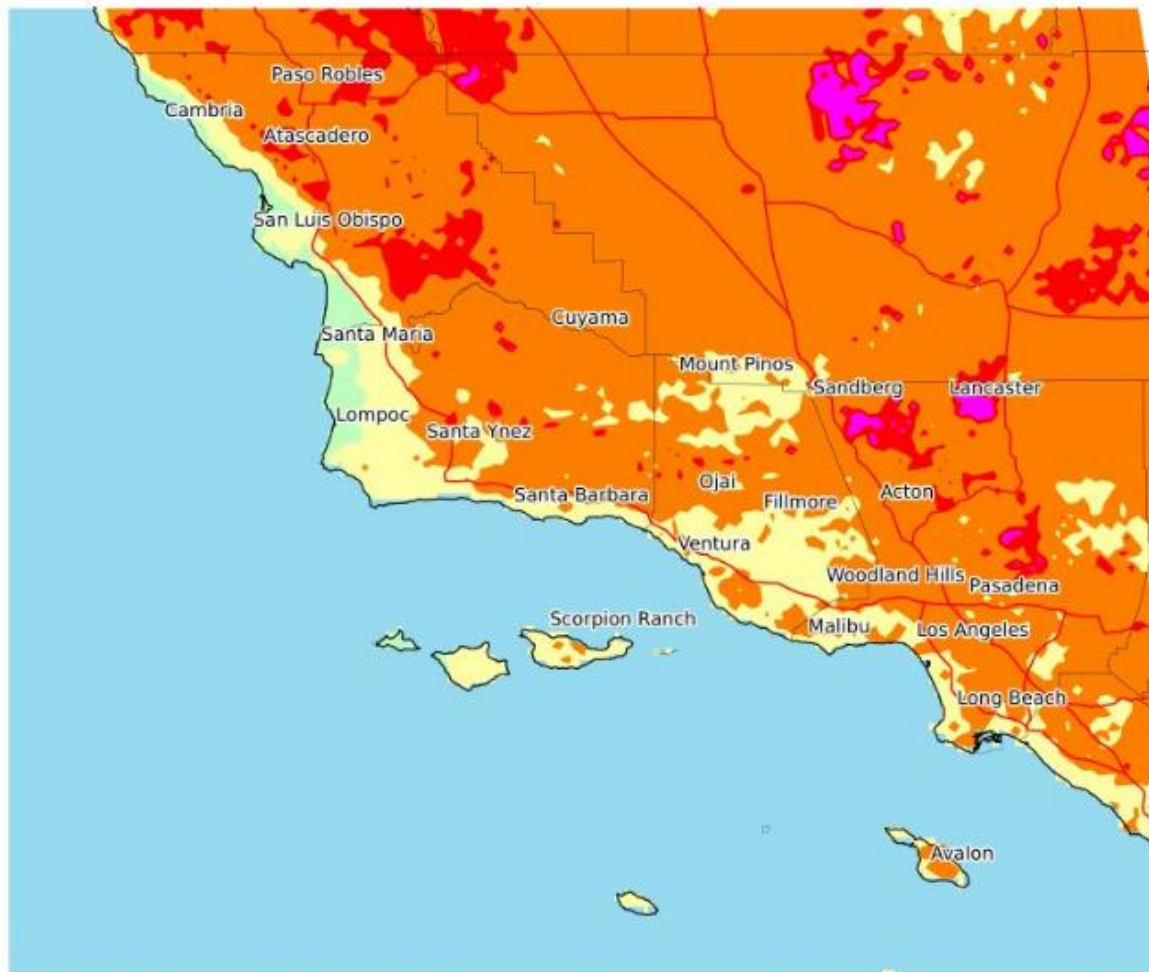 Paso Robles
Cambria
Atascadero
San Luis Obispo
Cuyama
Santa Maria
Mount Pinos
Sandberg
Lancaster
Lompoc
Santa Ynez
Ojai
Acton
Santa Barbara
Fillmore
Ventura
Woodland Hills
Pasadena
Scorpion Ranch
Malibu
Los Angeles
Long Beach
Avalon